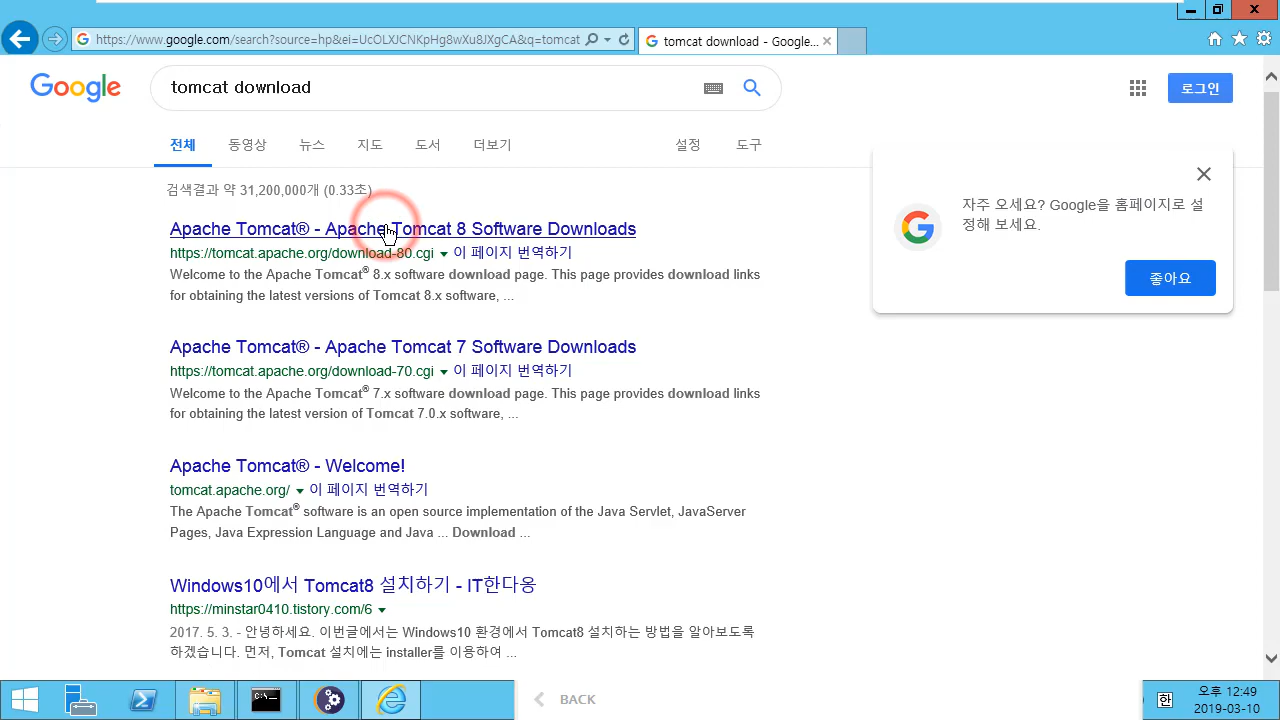 https://www.google.com/search?source=hp&ei=UcOLXJCNKpHg8wXu8JXgCA&q=tomcat
tomcat download - Google...
Google
tomcat download
로그인
전체
동영상
뉴스
지도
도서
더보기
설정
도구
검색결과 약 31,200,000개 (0.33초)
자주 오세요? Google을 홈페이지로 설
정해 보세요.
좋아요
Apache Tomcat® - Apache Tomcat 8 Software Downloads
https://tomcat.apache.org/download-80.cgi 이 페이지 번역하기
Welcome to the Apache Tomcat® 8.x software download page. This page provides download links
for obtaining the latest versions of Tomcat 8.x software, ...
Apache Tomcat® - Apache Tomcat 7 Software Downloads
https://tomcat.apache.org/download-70.cgi 이 페이지 번역하기
Welcome to the Apache Tomcat® 7.x software download page. This page provides download links
for obtaining the latest version of Tomcat 7.0.x software, ...
Apache Tomcat® - Welcome!
tomcat.apache.org/ 이 페이지 번역하기
The Apache Tomcat® software is an open source implementation of the Java Servlet, JavaServer
Pages, Java Expression Language and Java ... Download ...
Windows10에서 Tomcat8 설치하기 - IT한다옹
https://minstar0410.tistory.com/6
2017. 5. 3. - 안녕하세요. 이번글에서는 Windows10 환경에서 Tomcat8 설치하는 방법을 알아보도록
하겠습니다. 먼저, Tomcat 설치에는 installer를 이용하여 ...
BACK
한
오후 12:49
2019-03-10